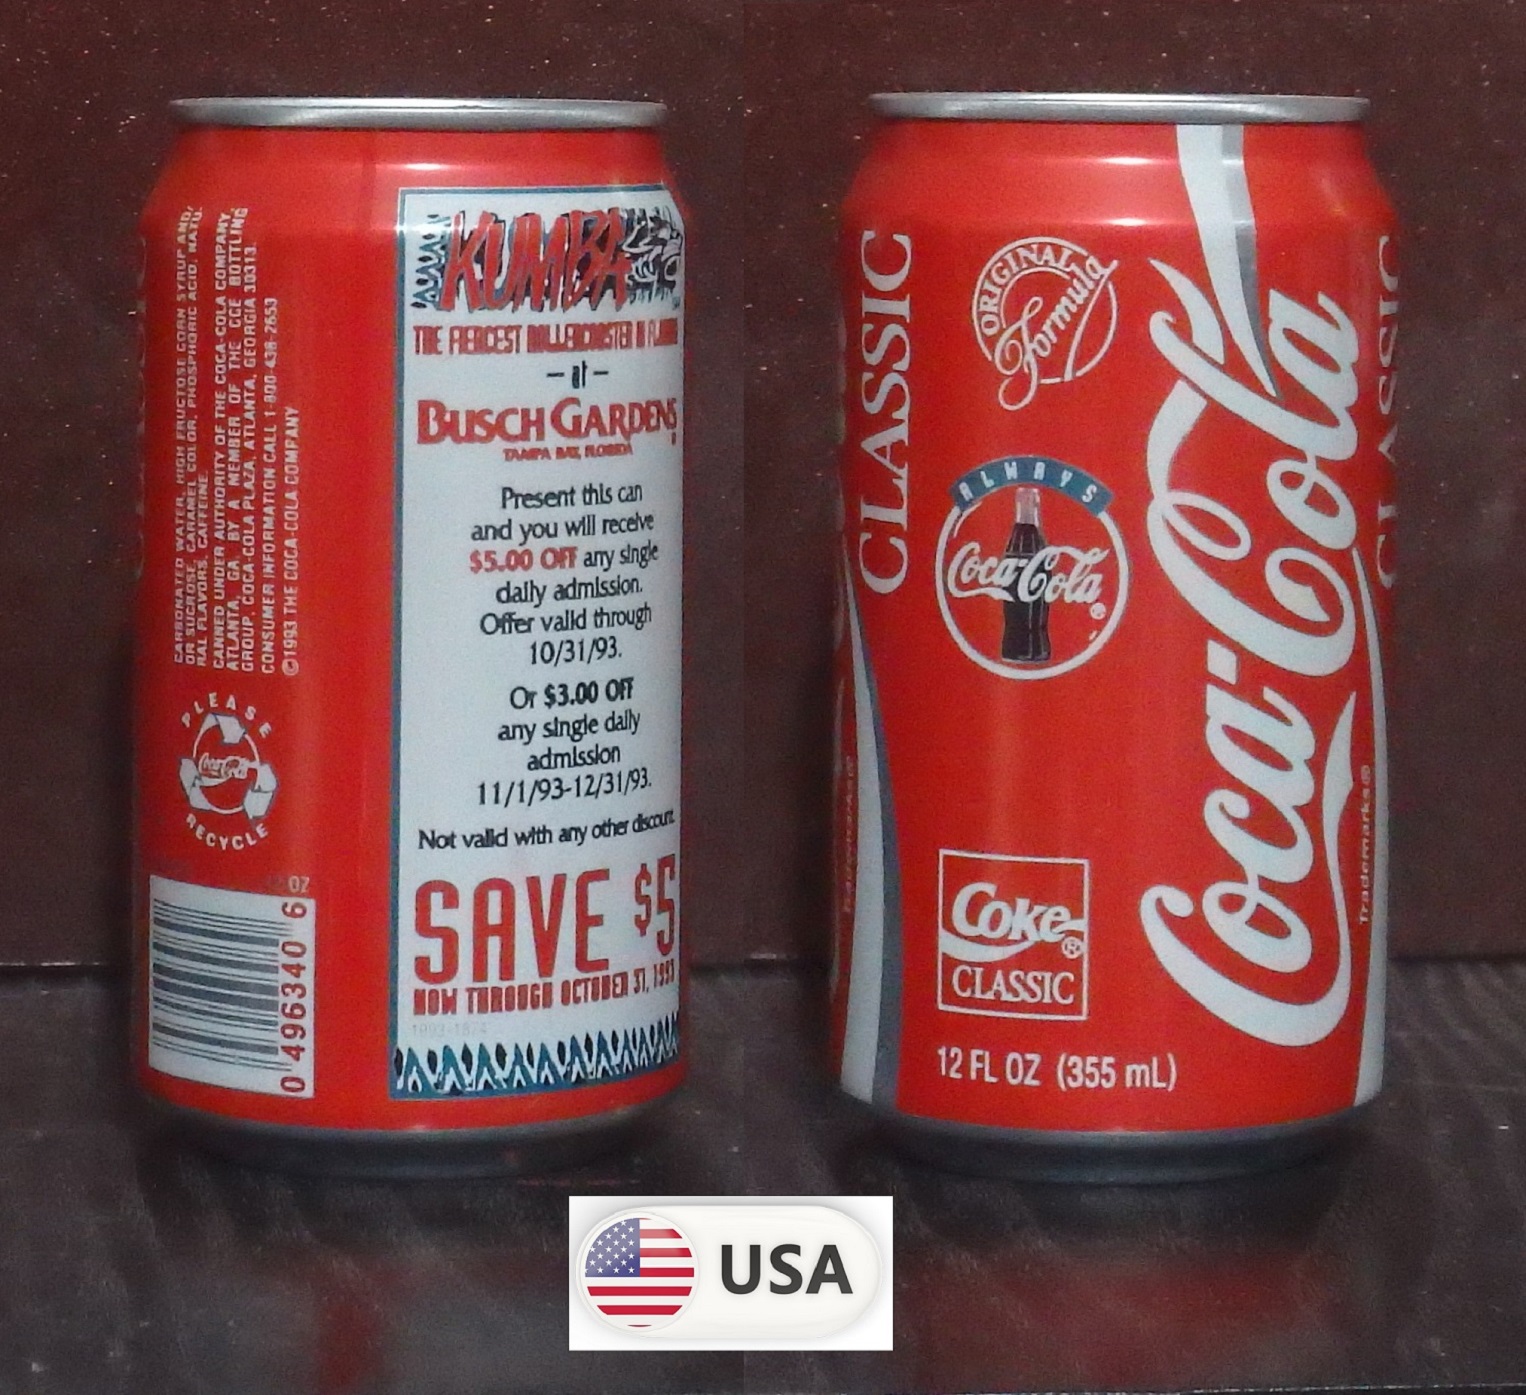 CARBONATED WATER, HIGH FRUCTOSE CORN SYRUP AND/
OR SUCROSE, CARAMEL COLOR, PHOSPHORIC ACID, NATU-
RAL FLAVORS, CAFFEINE.
CANNED UNDER AUTHORITY OF THE COCA-COLA COMPANY,
ATLANTA, GA. BY A MEMBER OF THE CCE BOTTLING
GROUP, COCA-COLA PLAZA, ATLANTA, GEORGIA 30313.
CONSUMER INFORMATION CALL 1-800-438-2653
©1993 THE COCA-COLA COMPANY
PLEASE
Coca-Cola
RECYCLE
OZ
0 4963406
KUMBA
THE FIERCEST ROLLERCOASTER IN
- at -
BUSCH GARDENS
TAMPA BAY, FLORIDA
Present this can
and you will receive
$5.00 OFF any single
daily admission.
Offer valid through
10/31/93.
Or $3.00 OFF
any single daily
admission
11/1/93-12/31/93.
Not valid with any other discount.
SAVE $5
NOW THROUGH OCTOBER 31, 1993
CLASSIC
ORIGINAL
Formula
ALWAYS
Coca-Cola®
Coke®
CLASSIC
12 FL OZ (355 mL)
Coca-Cola
Trademarks®
CLASSIC
USA